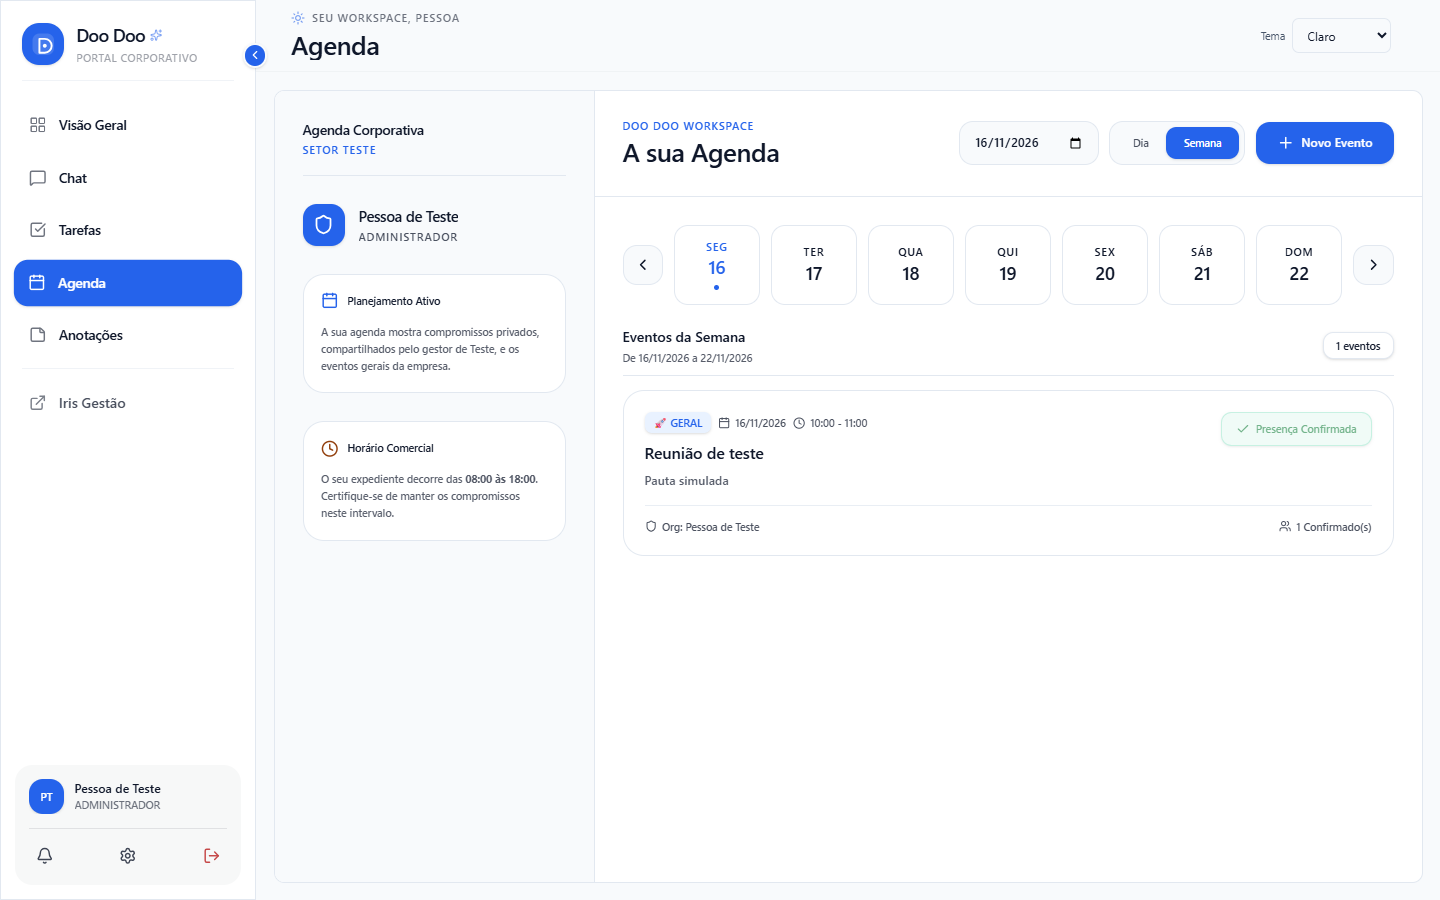 Doo Doo
PORTAL CORPORATIVO
Visão Geral
Chat
Tarefas
Agenda
Anotações
Iris Gestão
PT
Pessoa de Teste
ADMINISTRADOR
SEU WORKSPACE, PESSOA
Agenda
Tema
Claro
Agenda Corporativa
SETOR TESTE
Pessoa de Teste
ADMINISTRADOR
Planejamento Ativo
A sua agenda mostra compromissos privados,
compartilhados pelo gestor de Teste, e os
eventos gerais da empresa.
Horário Comercial
O seu expediente decorre das 08:00 às 18:00.
Certifique-se de manter os compromissos
neste intervalo.
DOO DOO WORKSPACE
A sua Agenda
16/11/2026
Dia
Semana
Novo Evento
SEG
16
TER
17
QUA
18
QUI
19
SEX
20
SÁB
21
DOM
22
Eventos da Semana
De 16/11/2026 a 22/11/2026
1 eventos
GERAL 16/11/2026 10:00 - 11:00
Presença Confirmada
Reunião de teste
Pauta simulada
Org: Pessoa de Teste
1 Confirmado(s)